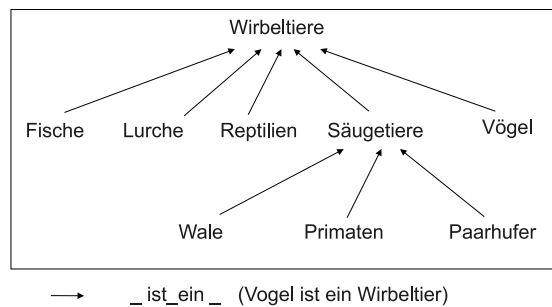 Wirbeltiere
Fische Lurche Reptilien Säugetiere Vögel
Wale Primaten Paarhufer
_ ist_ein _ (Vogel ist ein Wirbeltier)